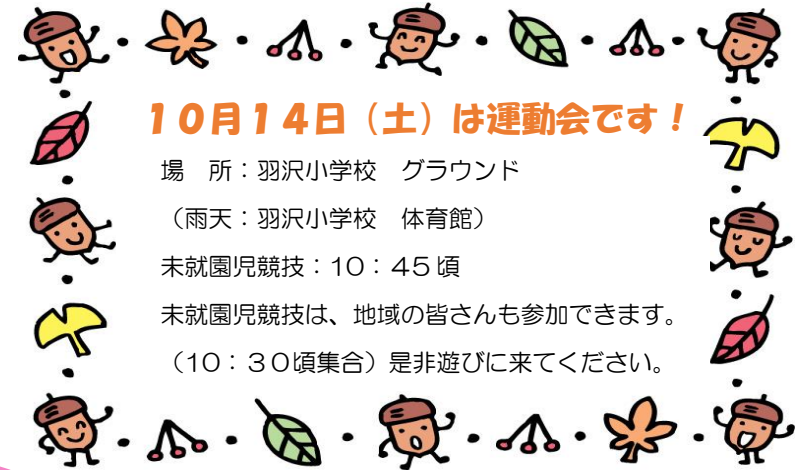 １０月１４日（土）は運動会です！
場　所：羽沢小学校　グラウンド
（雨天：羽沢小学校　体育館）
未就園児競技：１０：４５頃
未就園児競技は、地域の皆さんも参加できます。
（１０：３０頃集合）是非遊びに来てください。